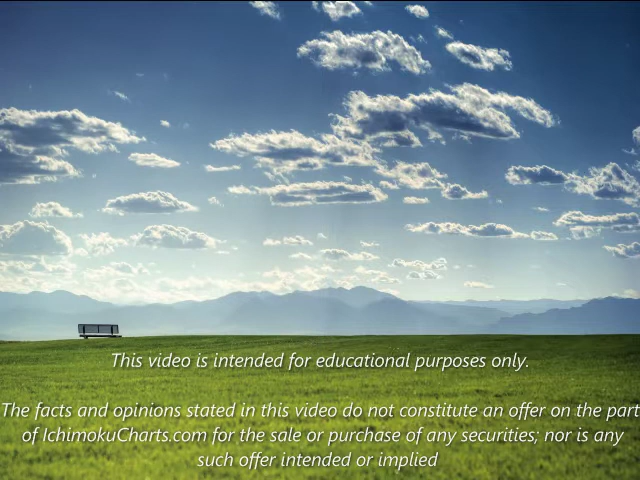 This video is intended for educational purposes only.
The facts and opinions stated in this video do not constitute an offer on the part
of IchimokuCharts.com for the sale or purchase of any securities; nor is any
such offer intended or implied